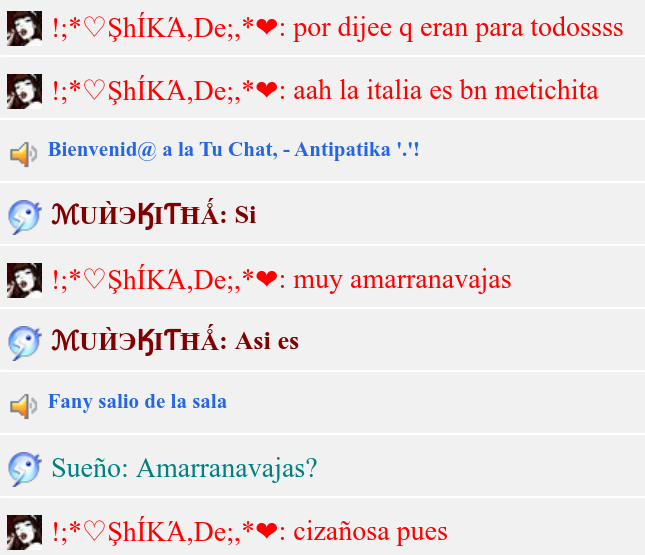 !;*♡ŞhÍKΆ,De;,*❤: por dijee q eran para todossss
!;*♡ŞhÍKΆ,De;,*❤: aah la italia es bn metichita
Bienvenid@ a la Tu Chat, - Antipatika '.'!
ℳUЍЭӃIƬĦǺ: Si
!;*♡ŞhÍKΆ,De;,*❤: muy amarranavajas
ℳUЍЭӃIƬĦǺ: Asi es
Fany salio de la sala
Sueño: Amarranavajas?
!;*♡ŞhÍKΆ,De;,*❤: cizañosa pues